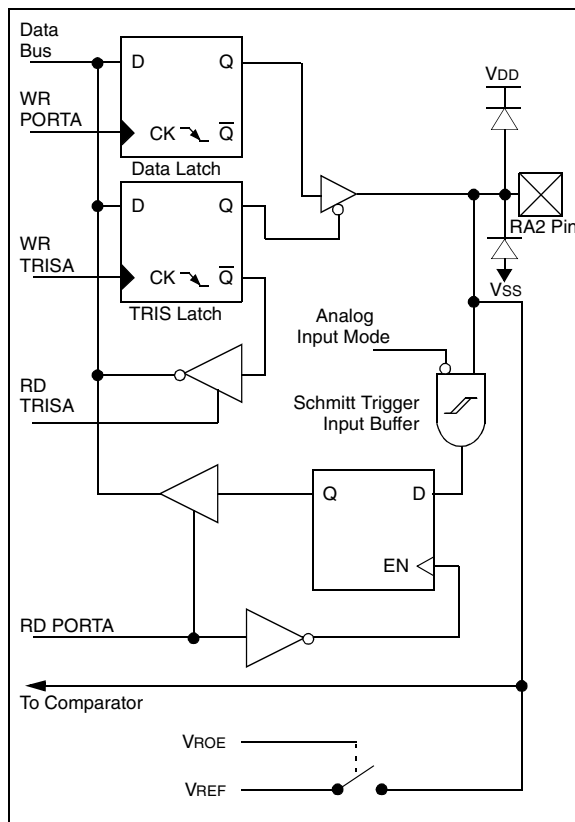 Data
Bus
D
Q
VDD
WR
PORTA
CK
Q
Data Latch
D
Q
RA2 Pin
WR
TRISA
CK
Q
VSS
TRIS Latch
Analog
Input Mode
RD
TRISA
Schmitt Trigger
Input Buffer
Q
D
EN
RD PORTA
To Comparator
VROE
VREF